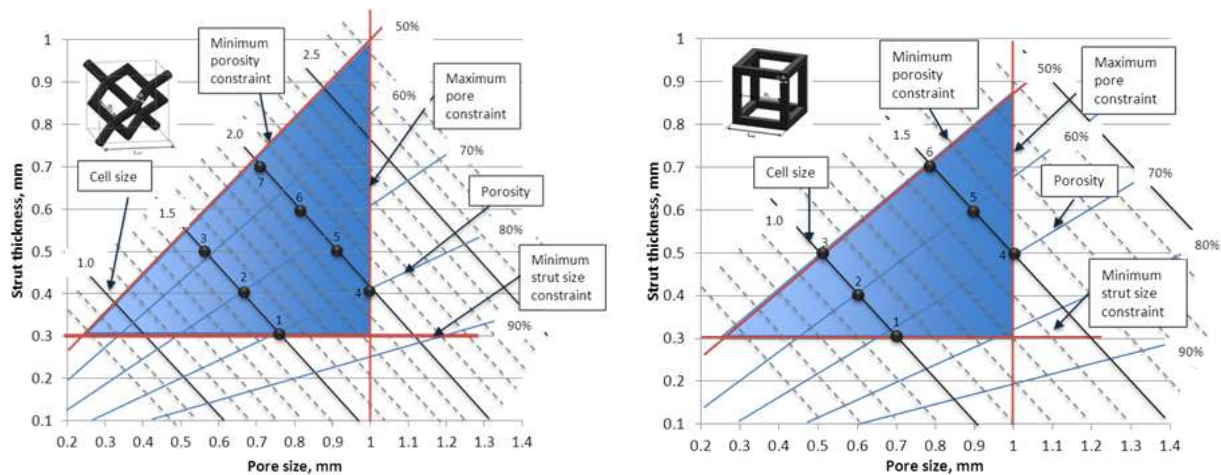 50%
1
Minimum
porosity
constraint
2.5
Maximum
pore
constraint
0.9
60%
0.8
2.0
70%
0.7
7
Cell size
Porosity
6
0.6
1.5
80%
3
5
Minimum
strut size
constraint
0.5
1.0
2
4
0.4
90%
1
0.3
0.2
0.1
Strut thickness, mm
0.2 0.3 0.4 0.5 0.6 0.7 0.8 0.9 1 1.1 1.2 1.3 1.4
Pore size, mm
1
Minimum
porosity
constraint
Maximum
pore
constraint
50%
0.9
1.5
60%
0.8
6
70%
0.7
Cell size
Porosity
5
0.6
1.0
80%
3
4
0.5
Minimum
strut size
constraint
2
0.4
1
0.3
90%
0.2
0.1
Strut thickness, mm
0.2 0.3 0.4 0.5 0.6 0.7 0.8 0.9 1 1.1 1.2 1.3 1.4
Pore size, mm